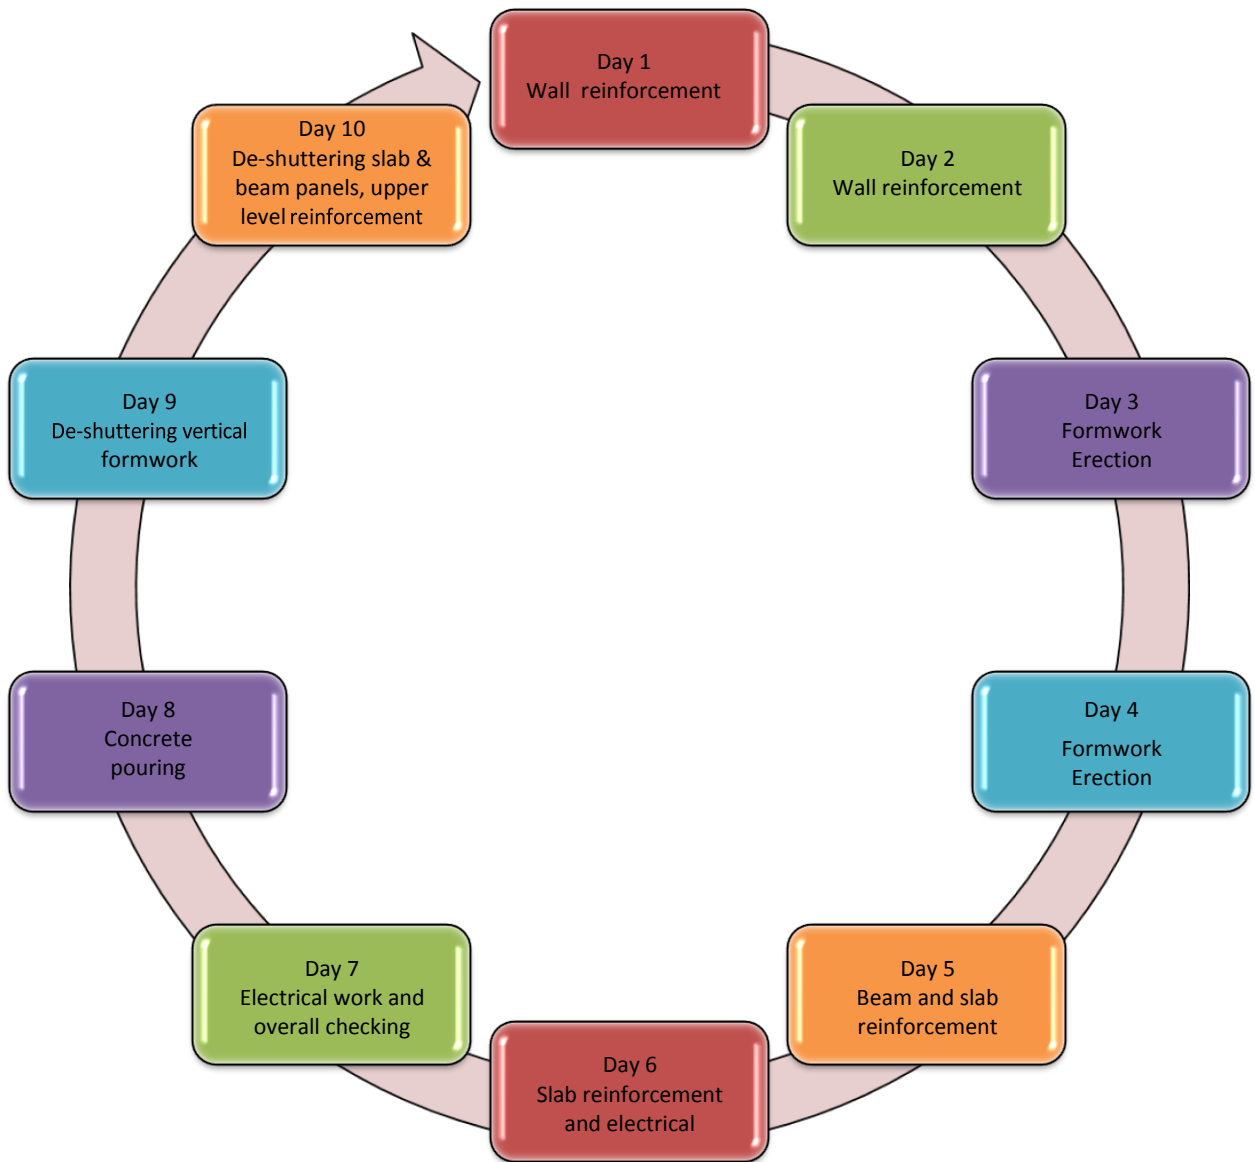 Day 1
Wall reinforcement
Day 2
Wall reinforcement
Day 3
Formwork
Erection
Day 4
Formwork
Erection
Day 5
Beam and slab
reinforcement
Day 6
Slab reinforcement
and electrical
Day 7
Electrical work and
overall checking
Day 8
Concrete
pouring
Day 9
De-shuttering vertical
formwork
Day 10
De-shuttering slab &
beam panels, upper
level reinforcement